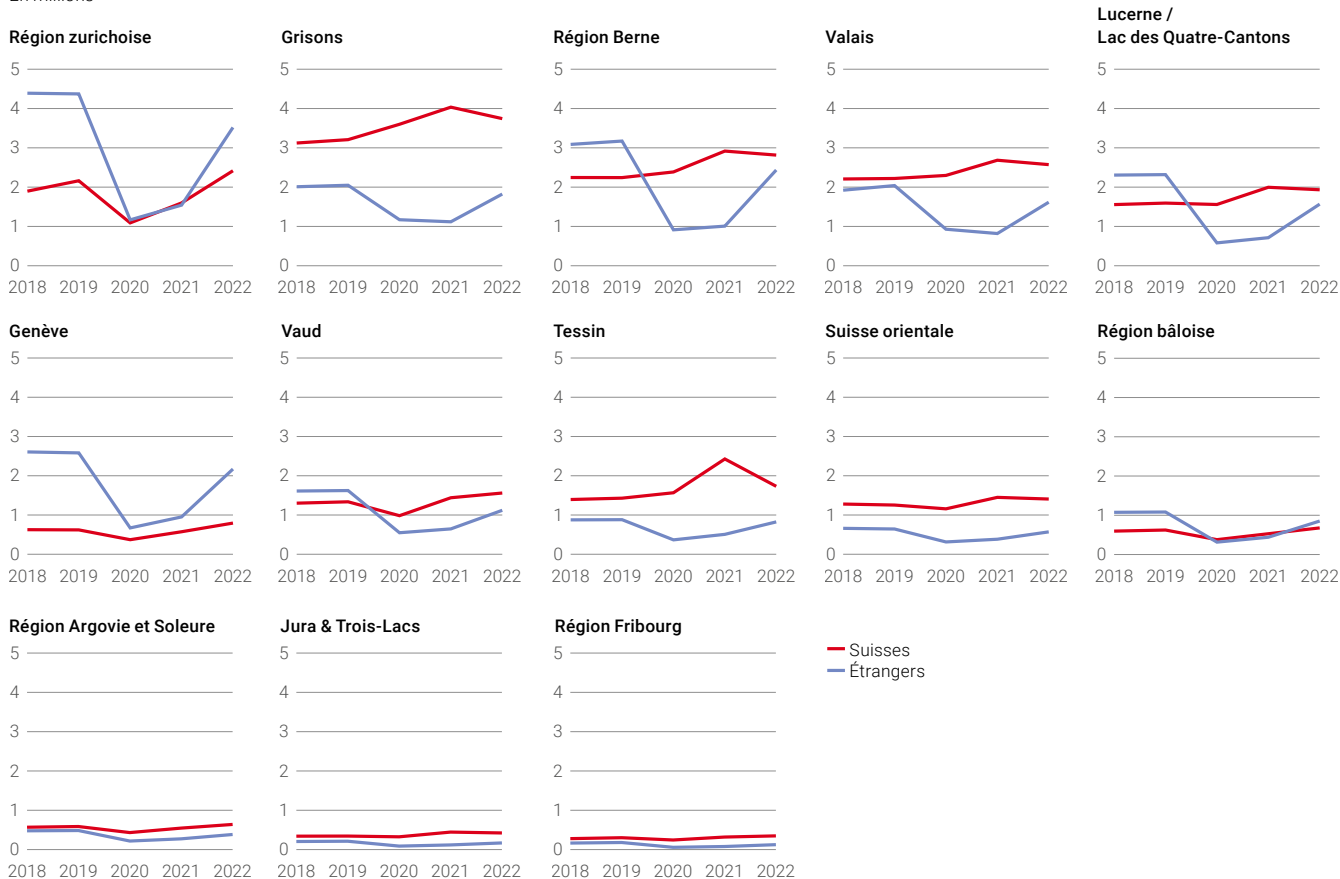 En millions
Région zurichoise
5
4
3
2
1
0
2018 2019 2020 2021 2022
Grisons
5
4
3
2
1
0
2018 2019 2020 2021 2022
Région Berne
5
4
3
2
1
0
2018 2019 2020 2021 2022
Valais
5
4
3
2
1
0
2018 2019 2020 2021 2022
Lucerne /
Lac des Quatre-Cantons
5
4
3
2
1
0
2018 2019 2020 2021 2022
Genève
5
4
3
2
1
0
2018 2019 2020 2021 2022
Vaud
5
4
3
2
1
0
2018 2019 2020 2021 2022
Tessin
5
4
3
2
1
0
2018 2019 2020 2021 2022
Suisse orientale
5
4
3
2
1
0
2018 2019 2020 2021 2022
Région bâloise
5
4
3
2
1
0
2018 2019 2020 2021 2022
Région Argovie et Soleure
5
4
3
2
1
0
2018 2019 2020 2021 2022
Jura & Trois-Lacs
5
4
3
2
1
0
2018 2019 2020 2021 2022
Région Fribourg
5
4
3
2
1
0
2018 2019 2020 2021 2022
Suisses
Étrangers